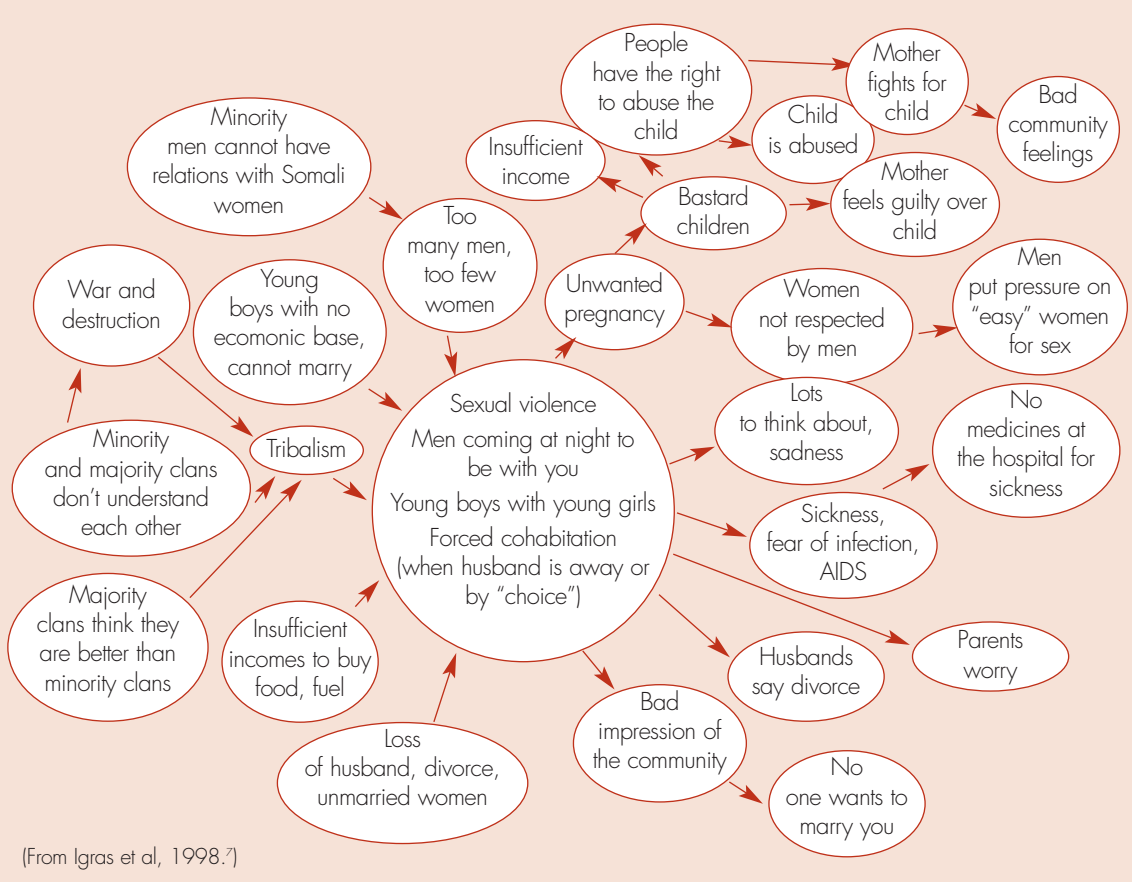 People
have the right
to abuse the
child
Mother
fights for
child
Bad
community
feelings
Child
is abused
Minority
men cannot have
relations with Somali
women
Insufficient
income
Bastard
children
Mother
feels guilty over
child
Too
many men,
too few
women
War and
destruction
Young
boys with no
ecomonic base,
cannot marry
Unwanted
pregnancy
Women
not respected
by men
Men
put pressure on
“easy” women
for sex
Sexual violence
Men coming at night to
be with you
Young boys with young girls
Forced cohabitation
(when husband is away or
by “choice”)
Lots
to think about,
sadness
No
medicines at
the hospital for
sickness
Minority
and majority clans
don’t understand
each other
Tribalism
Sickness,
fear of infection,
AIDS
Majority
clans think they
are better than
minority clans
Insufficient
incomes to buy
food, fuel
Parents
worry
Husbands
say divorce
Bad
impression of
the community
Loss
of husband, divorce,
unmarried women
No
one wants to
marry you
(From Igras et al, 1998.7)